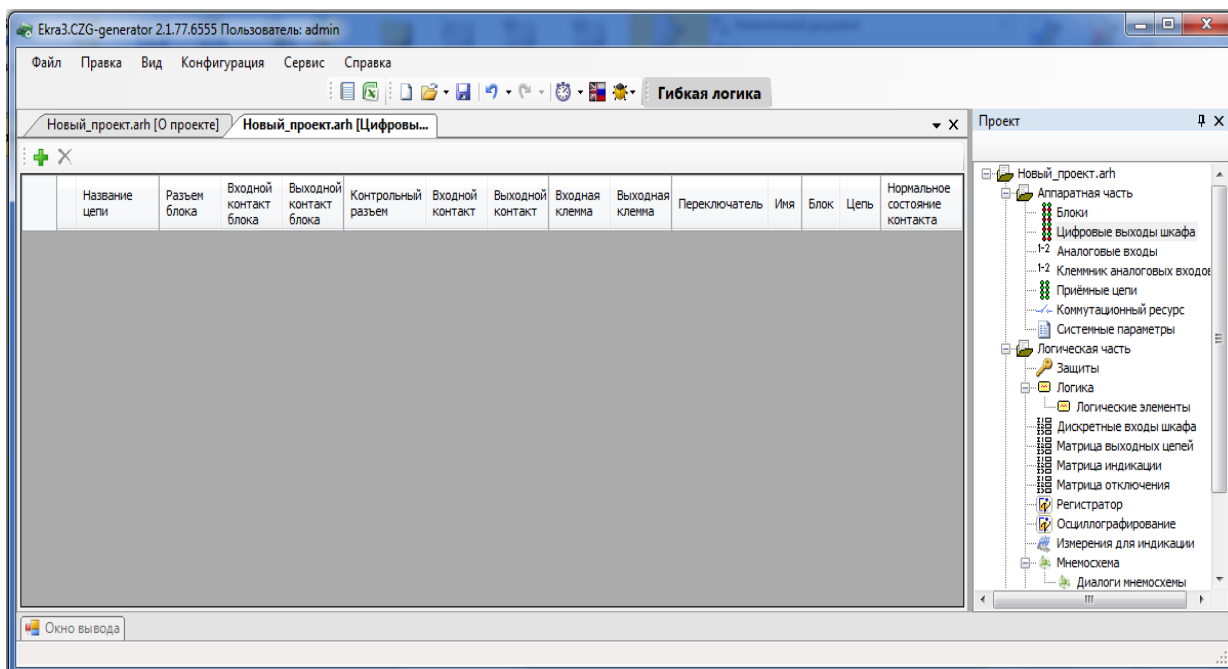 Ekra3.CZG-generator 2.1.77.6555 Пользователь: admin
Файл Правка Вид Конфигурация Сервис Справка
Гибкая логика
Новый_проект.arh [О проекте] Новый_проект.arh [Цифровы...
Название цепи
Разъем блока
Входной контакт блока
Выходной контакт блока
Контрольный разъем
Входной контакт
Выходной контакт
Входная клемма
Выходная клемма
Переключатель
Имя
Блок
Цепь
Нормальное состояние контакта
Проект
Новый_проект.arh
Аппаратная часть
Блоки
Цифровые выходы шкафа
1-2 Аналоговые входы
1-2 Клеммник аналоговых входов
Приёмные цепи
Коммутационный ресурс
Системные параметры
Логическая часть
Защиты
Логика
Логические элементы
Дискретные входы шкафа
Матрица выходных цепей
Матрица индикации
Матрица отключения
Регистратор
Осциллографирование
Измерения для индикации
Мнемосхема
Диалоги мнемосхемы
Окно вывода